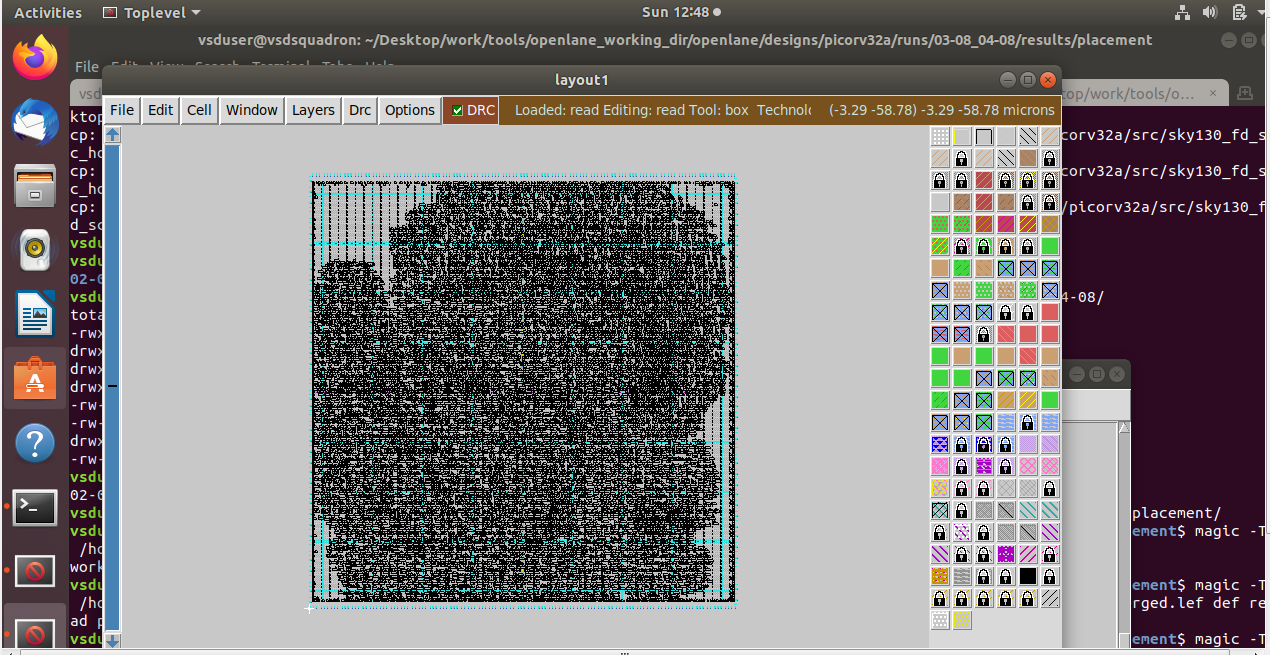 Activities Toplevel Sun 12:48
vsduser@vsdsquadron: ~/Desktop/work/tools/openlane_working_dir/openlane/designs/picorv32a/runs/03-08_04-08/results/placement
File Edit View Search Terminal Tabs Help
layout1
vsd top/work/tools/o...
File Edit Cell Window Layers Drc Options DRC Loaded: read Editing: read Tool: box Technolo (-3.29 -58.78) -3.29 -58.78 microns
ktop
cp: corv32a/src/sky130_fd_s
c_ho
cp: corv32a/src/sky130_fd_s
c_ho
cp: /picorv32a/src/sky130_f
d_sc
vsdu
vsdu
02-0
vsdu 4-08/
tota
-rwx
drwx
drwx
drwx
-rw-
-rw-
drwx
-rw-
vsdu
02-0
vsdu placement/
vsdu ement$ magic -T
/ho
work
vsdu ement$ magic -T
/ho rged.lef def re
ad p
vsdu ement$ magic -T